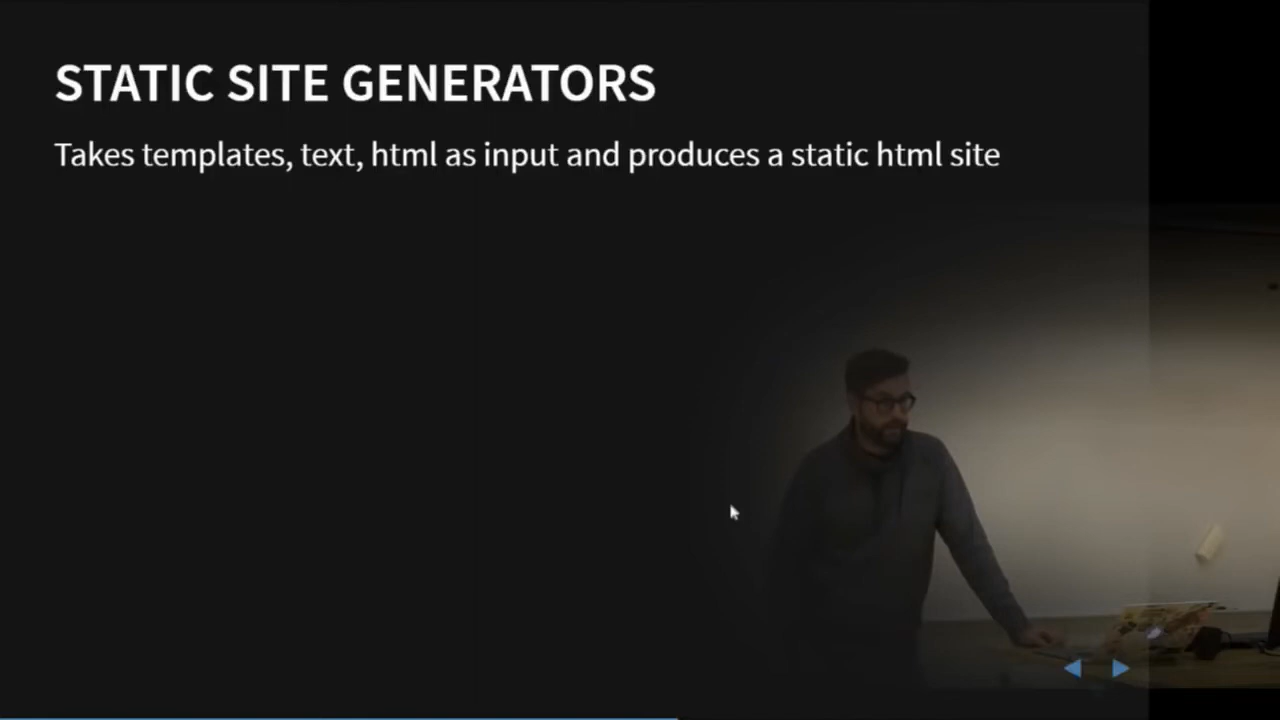 STATIC SITE GENERATORS
Takes templates, text, html as input and produces a static html site